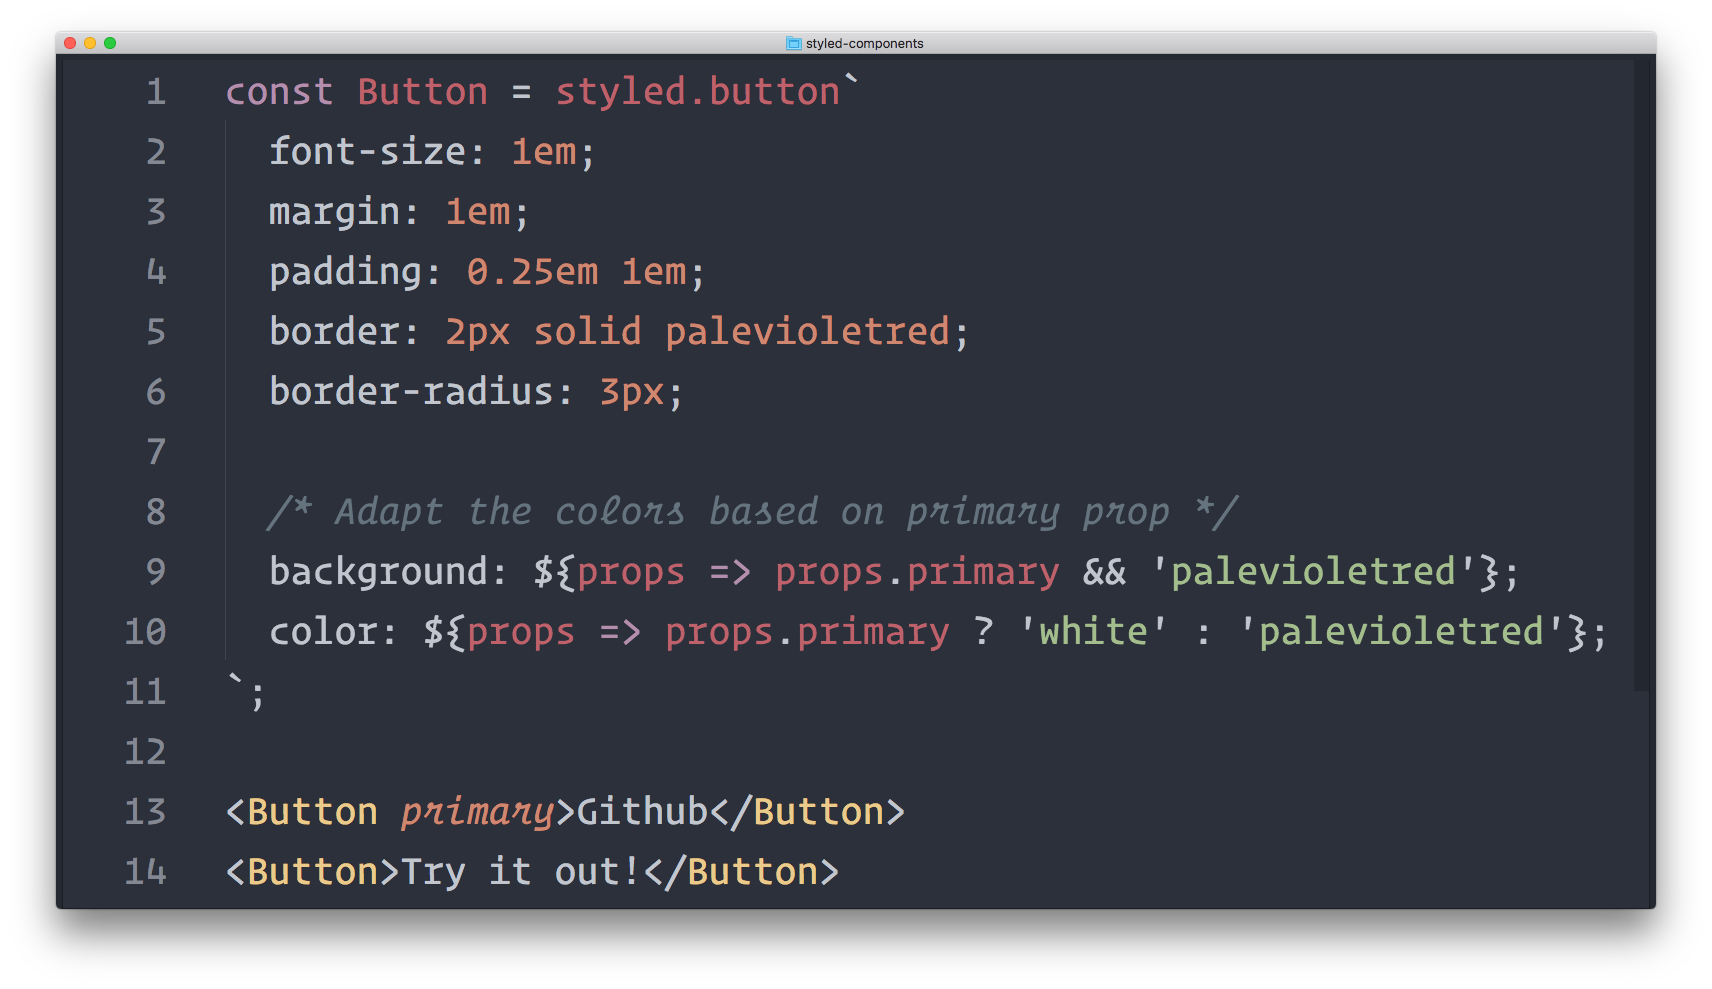 styled-components
1 const Button = styled.button`
2 font-size: 1em;
3 margin: 1em;
4 padding: 0.25em 1em;
5 border: 2px solid palevioletred;
6 border-radius: 3px;
7
8 /* Adapt the colors based on primary prop */
9 background: ${props => props.primary && 'palevioletred'};
10 color: ${props => props.primary ? 'white' : 'palevioletred'};
11 `;
12
13 <Button primary>Github</Button>
14 <Button>Try it out!</Button>